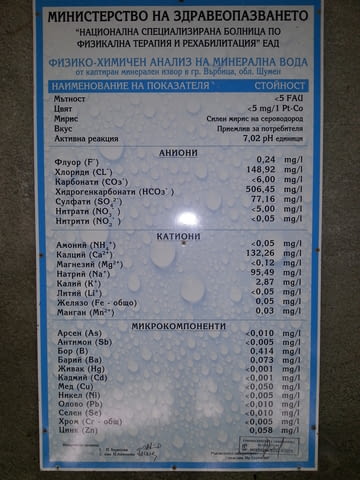 МИНИСТЕРСТВО НА ЗДРАВЕОПАЗВАНЕТО
"НАЦИОНАЛНА СПЕЦИАЛИЗИРАНА БОЛНИЦА ПО
ФИЗИКАЛНА ТЕРАПИЯ И РЕХАБИЛИТАЦИЯ" ЕАД
ФИЗИКО-ХИМИЧЕН АНАЛИЗ НА МИНЕРАЛНА ВОДА
от каптиран минерален извор в гр. Върбица, обл. Шумен
НАИМЕНОВАНИЕ НА ПОКАЗАТЕЛЯ СТОЙНОСТ
Мътност <5 FAU
Цвят <5 mg/l Pt-Co
Мирис Силен мирис на сероводород
Вкус Приемлив за потребителя
Активна реакция 7,02 pH единици
АНИОНИ
Флуор (F⁻) 0,24 mg/l
Хлориди (CL⁻) 148,92 mg/l
Карбонати (CO₃⁻) <6,00 mg/l
Хидрогенкарбонати (HCO₃⁻) 506,45 mg/l
Сулфати (SO₂²⁻) 77,16 mg/l
Нитрати (NO₃⁻) <5,00 mg/l
Нитрити (NO₂⁻) <0,05 mg/l
КАТИОНИ
Амоний (NH₄⁺) <0,05 mg/l
Калций (Ca²⁺) 132,26 mg/l
Магнезий (Mg²⁺) <0,12 mg/l
Натрий (Na⁺) 95,49 mg/l
Калий (K⁺) 2,87 mg/l
Литий (Li⁺) <0,05 mg/l
Желязо (Fe - общо) 0,05 mg/l
Манган (Mn²⁺) 0,03 mg/l
МИКРОКОМПОНЕНТИ
Арсен (As) <0,010 mg/l
Антимон (Sb) <0,005 mg/l
Бор (B) 0,414 mg/l
Барий (Ba) 0,073 mg/l
Живак (Hg) <0,001 mg/l
Кадмий (Cd) <0,001 mg/l
Мед (Cu) <0,050 mg/l
Никел (Ni) <0,005 mg/l
Олово (Pb) <0,010 mg/l
Селен (Se) <0,010 mg/l
Хром (Cr - общо) <0,005 mg/l
Цинк (Zn) 0,058 mg/l